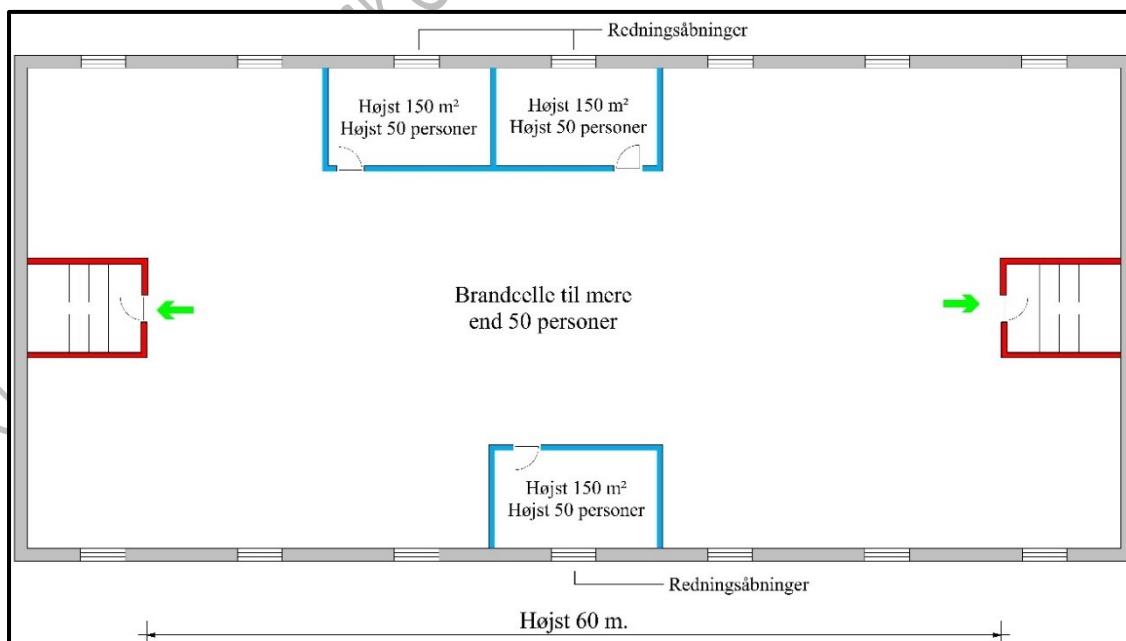 Redningsåbninger
Højst 150 m²
Højst 50 personer
Højst 150 m²
Højst 50 personer
Brandcelle til mere
end 50 personer
Højst 150 m²
Højst 50 personer
Redningsåbninger
Højst 60 m.